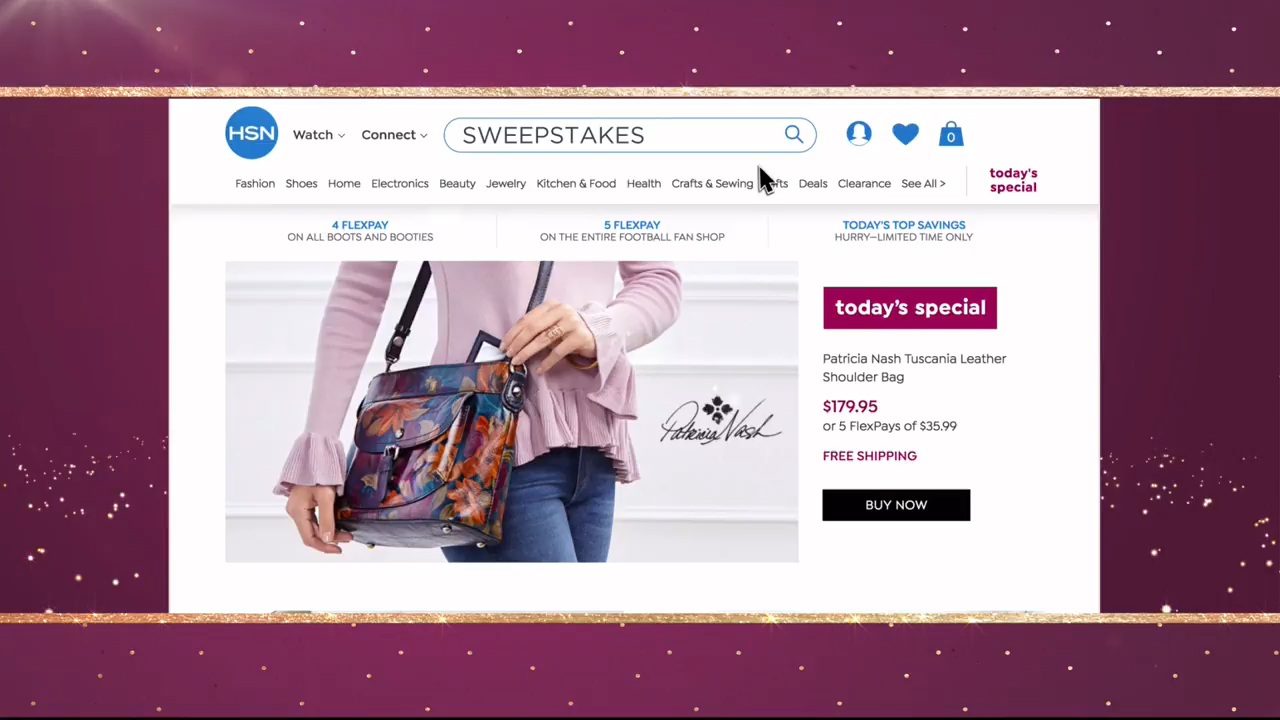 HSN
Watch
Connect
SWEEPSTAKES
0
Fashion Shoes Home Electronics Beauty Jewelry Kitchen & Food Health Crafts & Sewing Deals Clearance See All >
today's
special
4 FLEXPAY
ON ALL BOOTS AND BOOTIES
5 FLEXPAY
ON THE ENTIRE FOOTBALL FAN SHOP
TODAY'S TOP SAVINGS
HURRY—LIMITED TIME ONLY
Patricia Nash
today's special
Patricia Nash Tuscania Leather
Shoulder Bag
$179.95
or 5 FlexPays of $35.99
FREE SHIPPING
BUY NOW